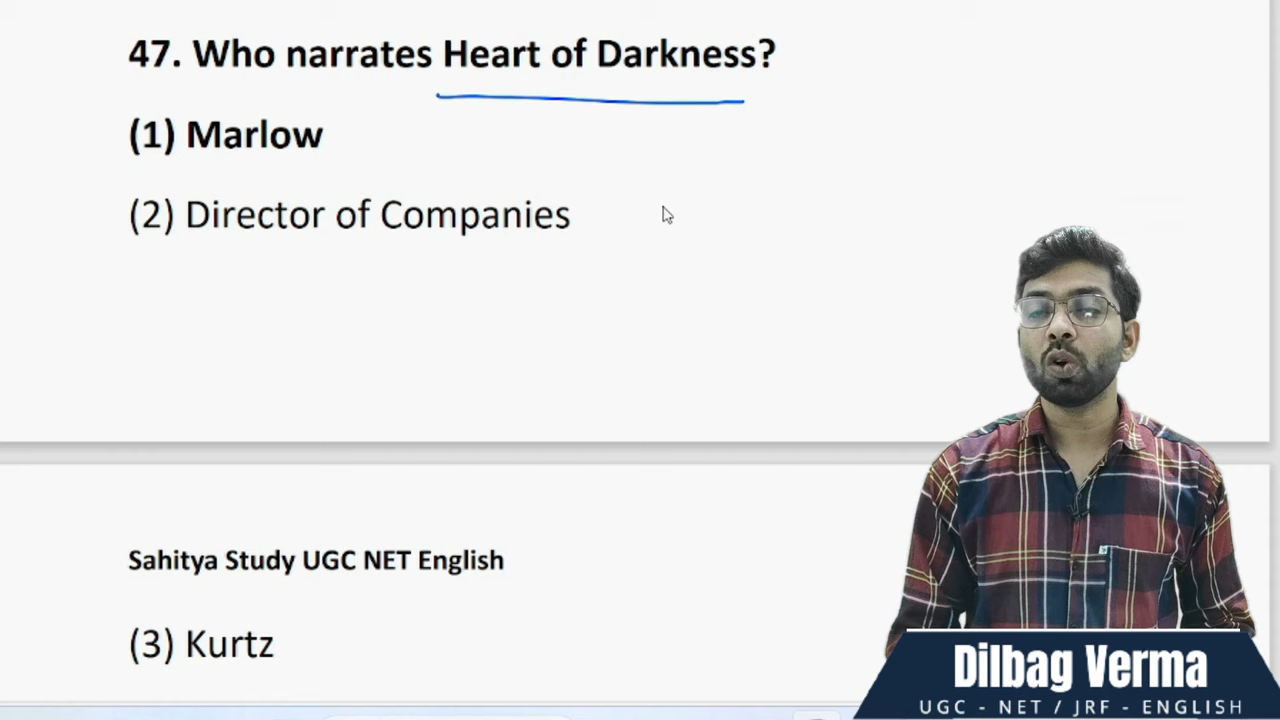 47. Who narrates Heart of Darkness?
(1) Marlow
(2) Director of Companies
Sahitya Study UGC NET English
(3) Kurtz
Dilbag Verma
UGC - NET / JRF - ENGLISH